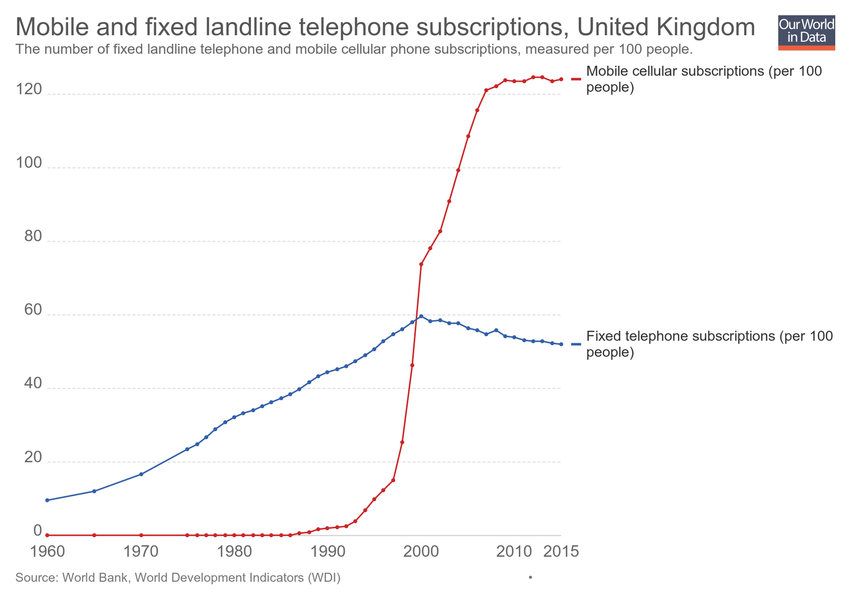 Mobile and fixed landline telephone subscriptions, United Kingdom
Our World
in Data
The number of fixed landline telephone and mobile cellular phone subscriptions, measured per 100 people.
Mobile cellular subscriptions (per 100
people)
120
100
80
60
Fixed telephone subscriptions (per 100
people)
40
20
0
1960 1970 1980 1990 2000 2010 2015
Source: World Bank, World Development Indicators (WDI)